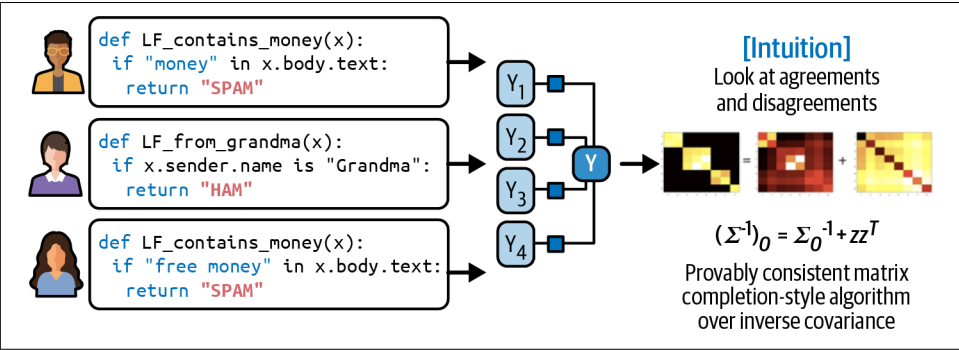 def LF_contains_money(x):
if "money" in x.body.text:
return "SPAM"
def LF_from_grandma(x):
if x.sender.name is "Grandma":
return "HAM"
def LF_contains_money(x):
if "free money" in x.body.text:
return "SPAM"
Y1
Y2
Y3
Y4
Y
[Intuition]
Look at agreements
and disagreements
= +
(Σ⁻¹)₀ = Σ₀⁻¹ + zzᵀ
Provably consistent matrix
completion-style algorithm
over inverse covariance